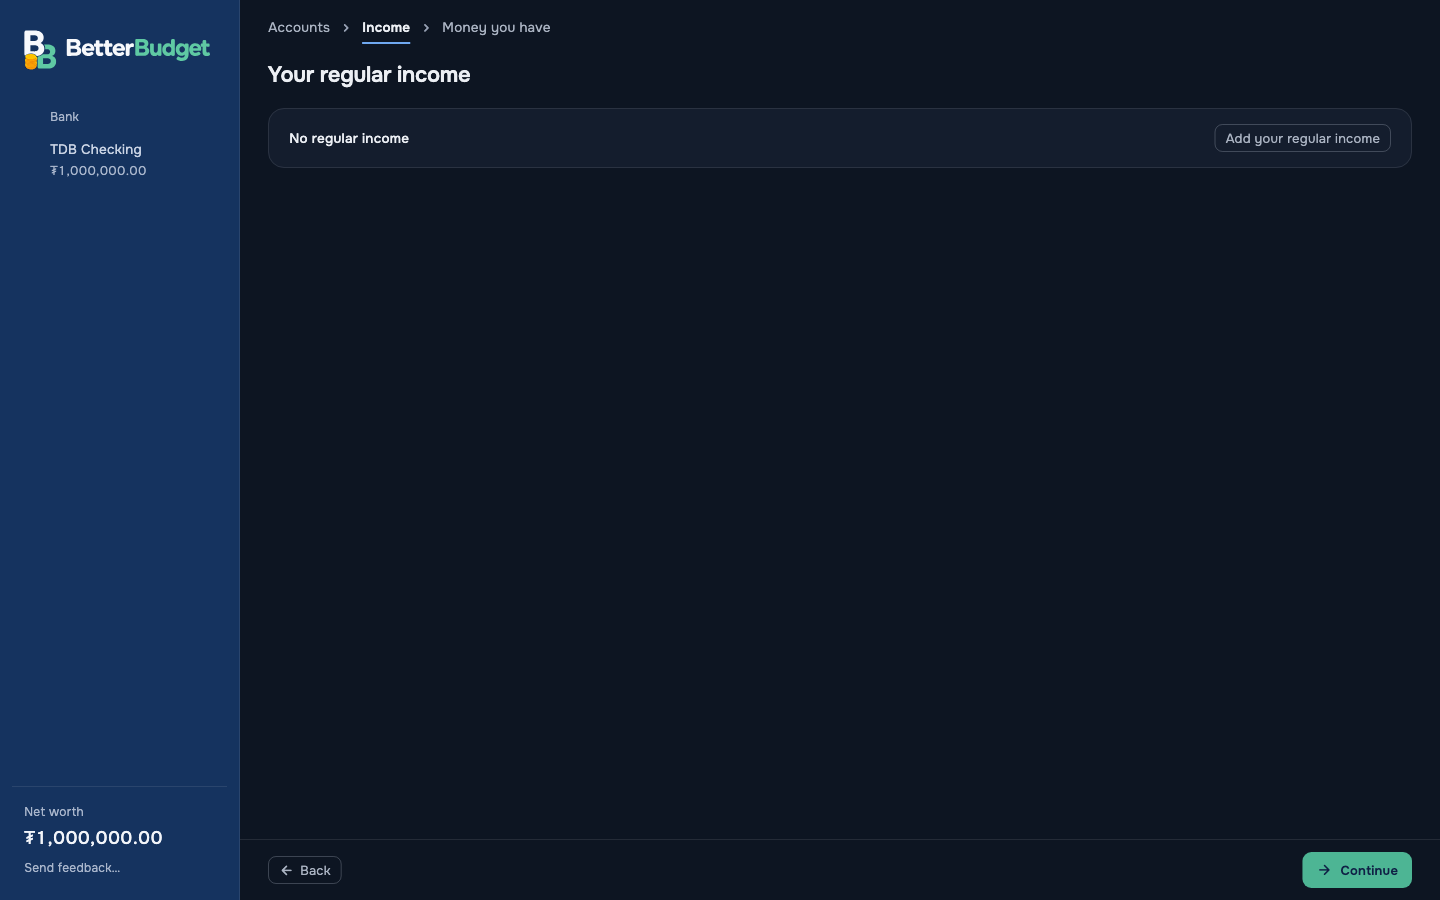 BetterBudget
Bank
TDB Checking
₮1,000,000.00
Net worth
₮1,000,000.00
Send feedback...
Accounts > Income > Money you have
Your regular income
No regular income
Add your regular income
← Back
→ Continue